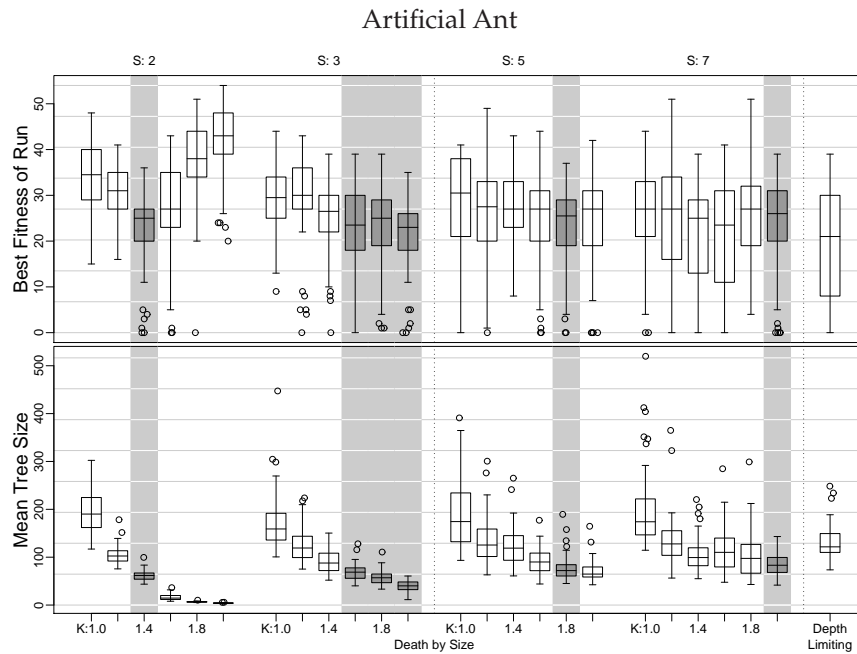 Artificial Ant
S: 2 S: 3 S: 5 S: 7
Best Fitness of Run
50
40
30
20
10
0
Mean Tree Size
500
400
300
200
100
0
K:1.0 1.4 1.8 K:1.0 1.4 1.8 K:1.0 1.4 1.8 K:1.0 1.4 1.8 Depth
Death by Size Limiting